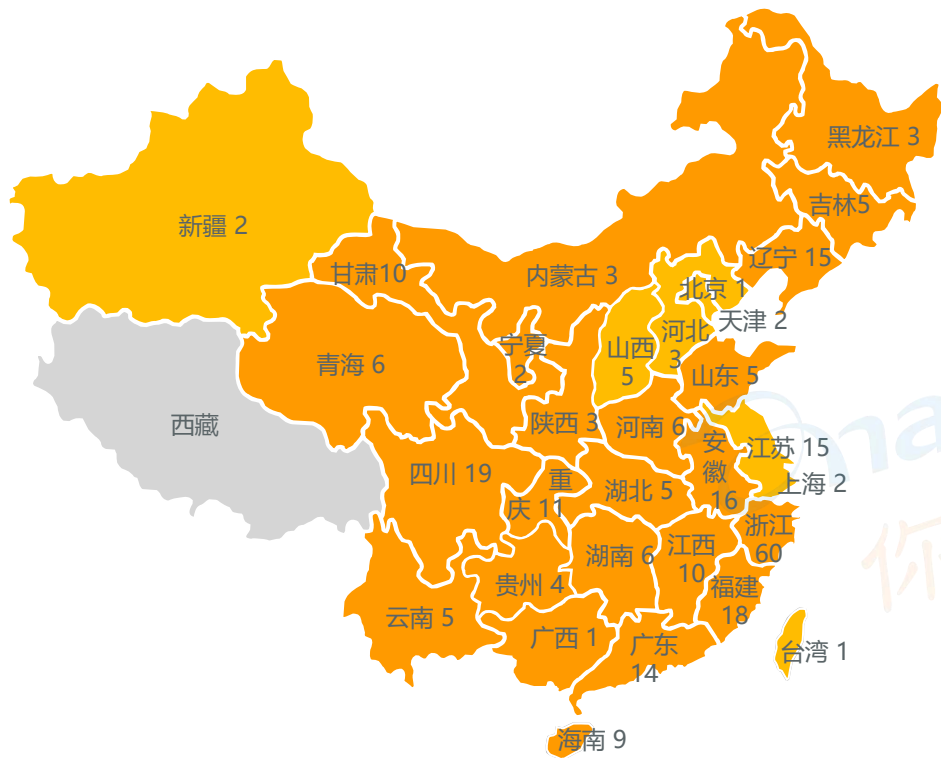 黑龙江 3
吉林5
新疆 2
辽宁 15
甘肃10
内蒙古 3
北京 1
天津 2
河北
3
宁夏
2
山西
5
青海 6
山东 5
西藏
陕西 3
河南 6
安
徽
16
江苏 15
四川 19
重
庆 11
湖北 5
上海 2
浙江
60
湖南 6
江西
10
贵州 4
福建
18
云南 5
广西 1
广东
14
台湾 1
海南 9
na
你